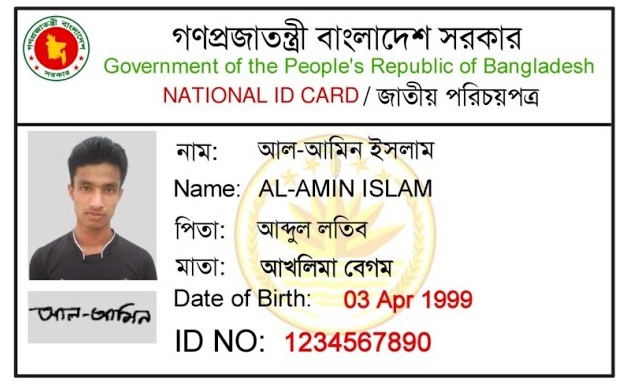 গণপ্রজাতন্ত্রী বাংলাদেশ সরকার
Government of the People's Republic of Bangladesh
NATIONAL ID CARD / জাতীয় পরিচয়পত্র
নাম: আল-আমিন ইসলাম
Name: AL-AMIN ISLAM
পিতা: আব্দুল লতিব
মাতা: আখলিমা বেগম
Date of Birth: 03 Apr 1999
আল-আমিন
ID NO: 1234567890